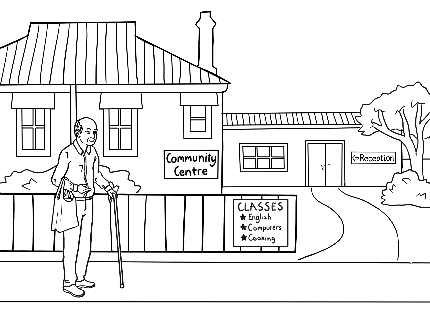 Community
Centre
←Reception
CLASSES
★ English
★ Computers
★ Cooking